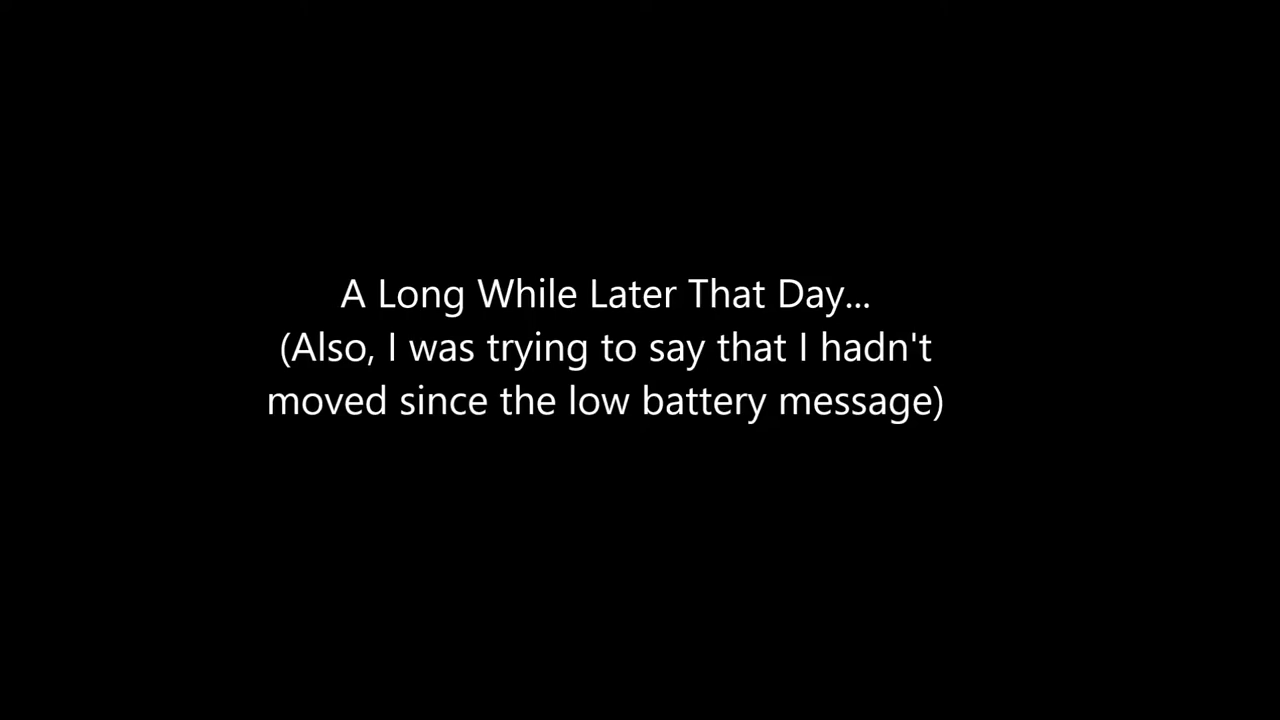 A Long While Later That Day...
(Also, I was trying to say that I hadn't
moved since the low battery message)